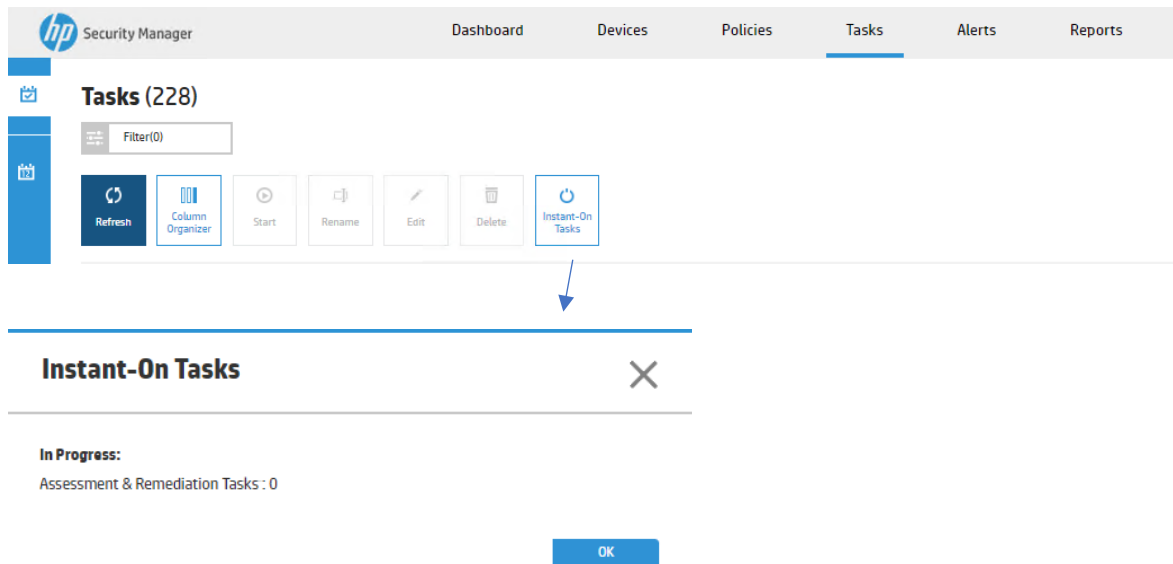 hp Security Manager Dashboard Devices Policies Tasks Alerts Reports
Tasks (228)
Filter(0)
12
Refresh
Column
Organizer
Start
Rename
Edit
Delete
Instant-On
Tasks
Instant-On Tasks
In Progress:
Assessment & Remediation Tasks : 0
OK